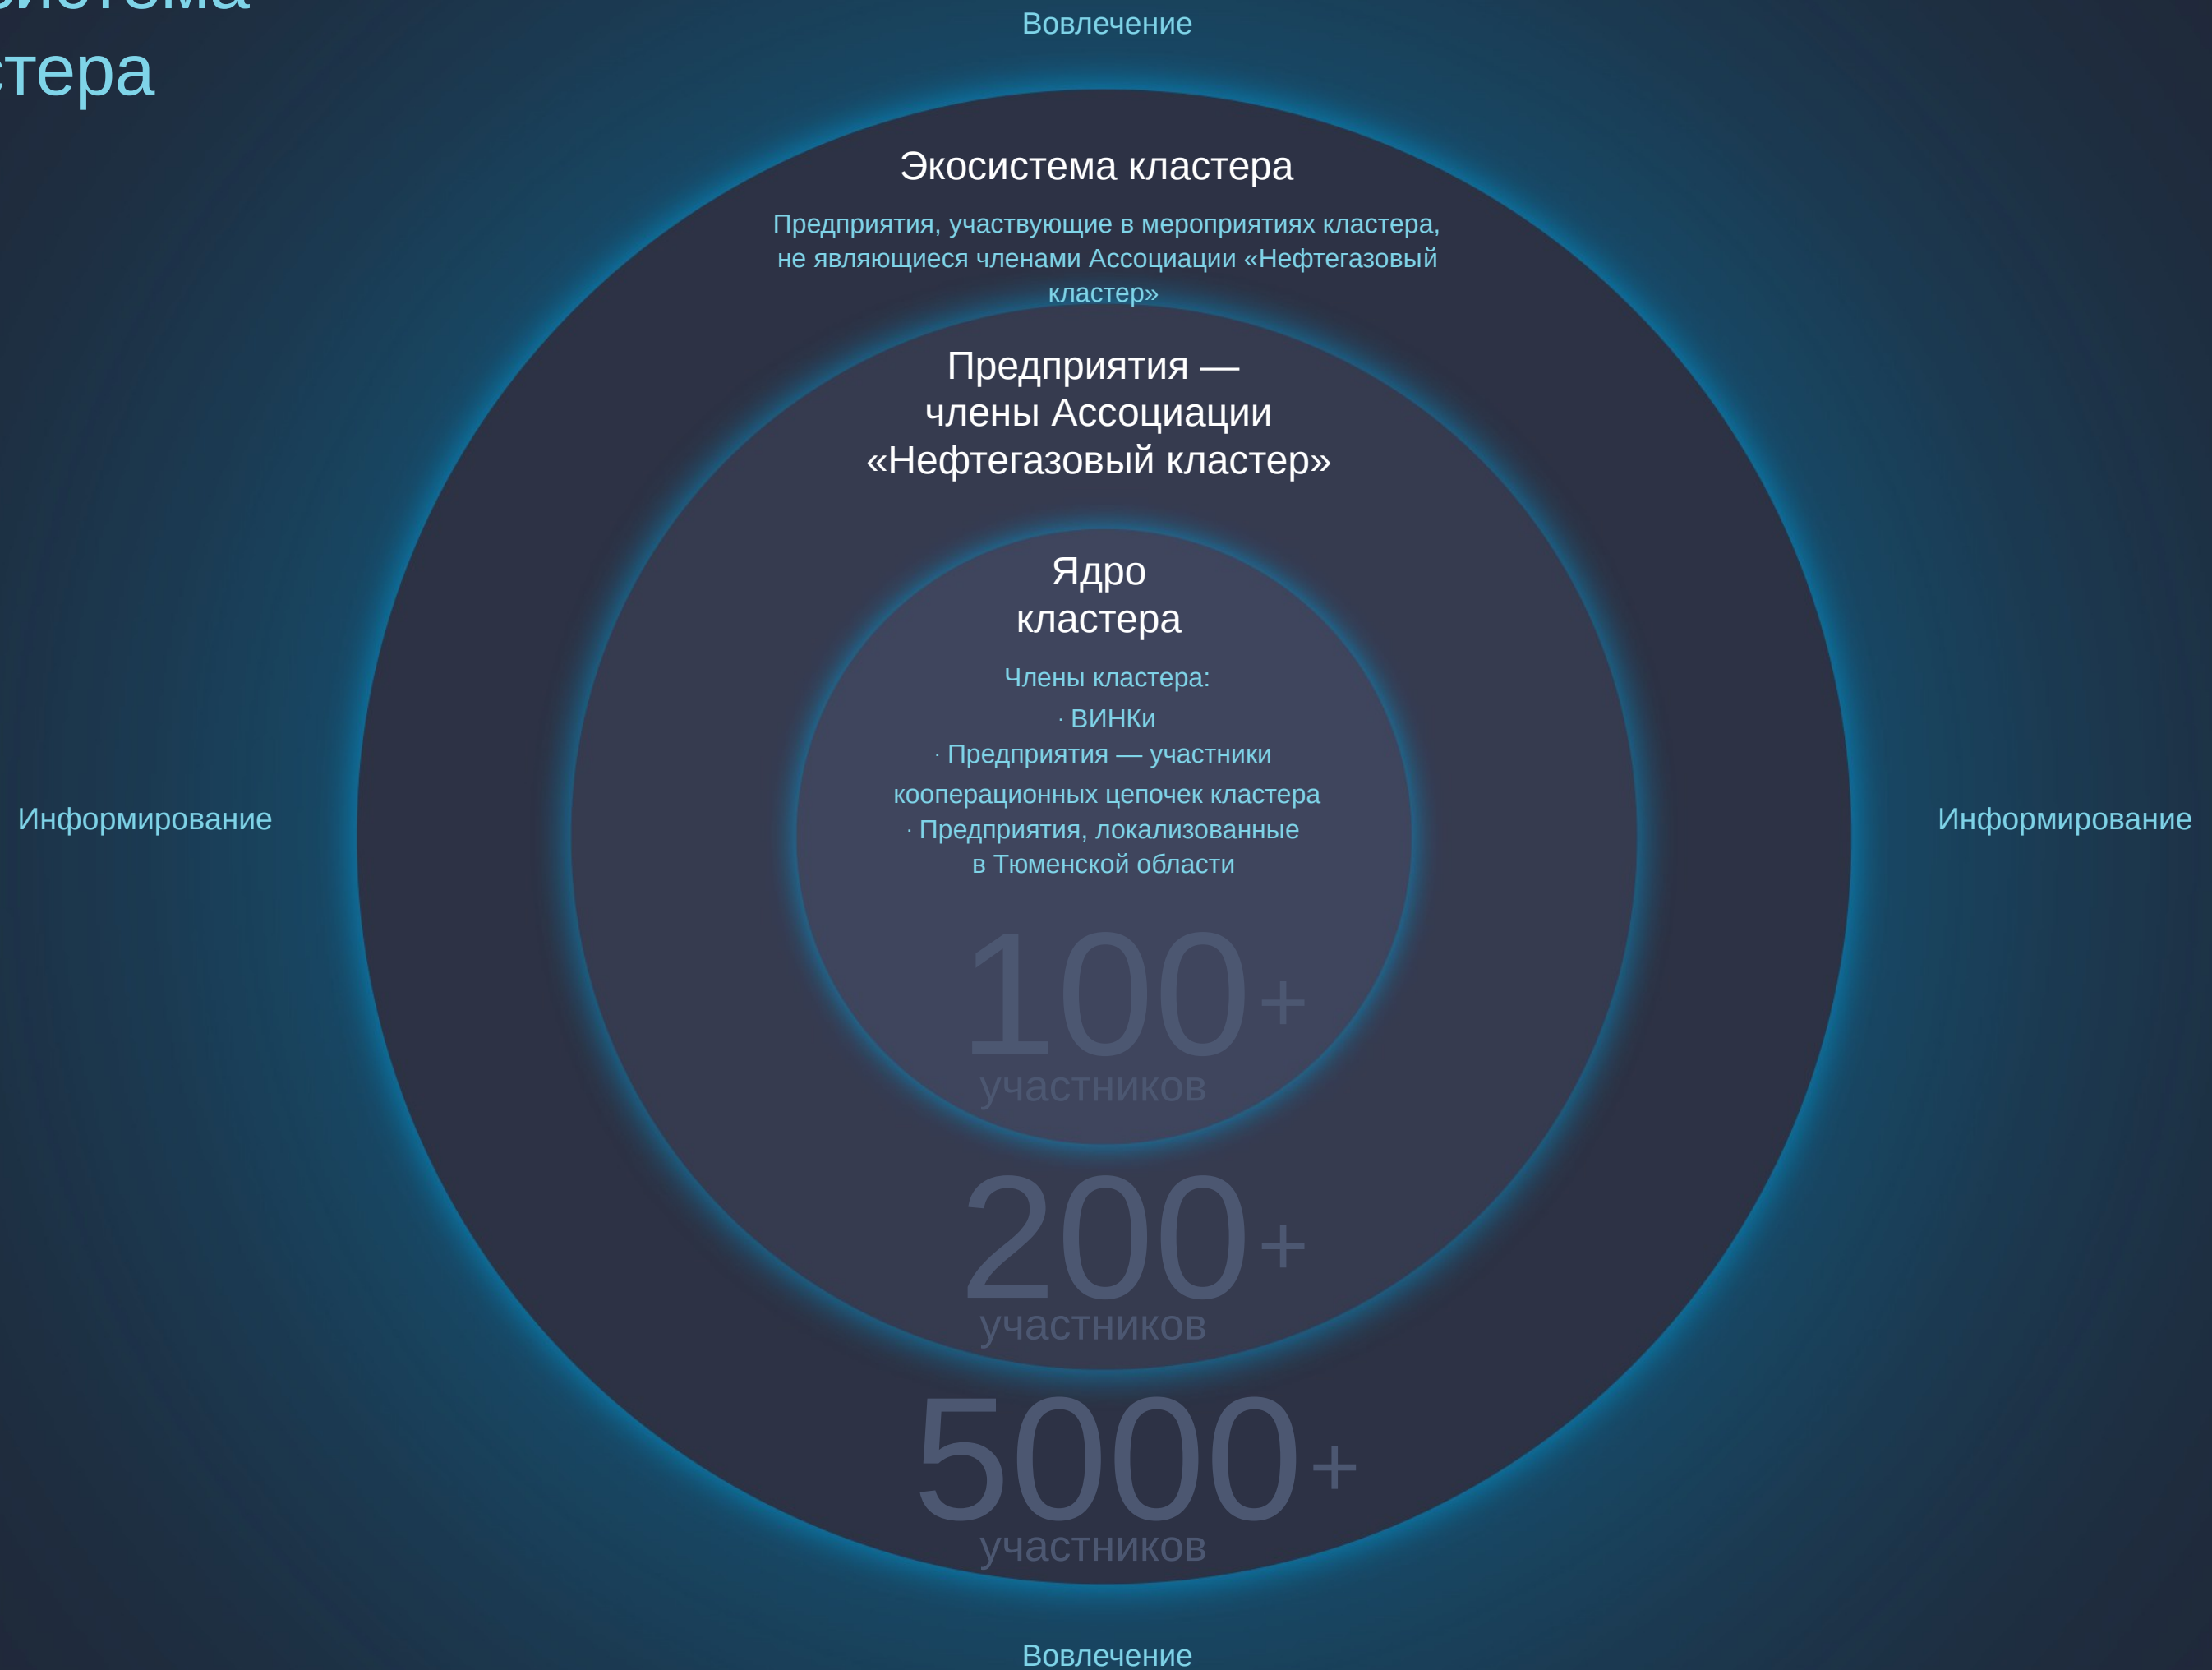 стера
Вовлечение
Экосистема кластера
Предприятия, участвующие в мероприятиях кластера,
не являющиеся членами Ассоциации «Нефтегазовый
кластер»
Предприятия —
члены Ассоциации
«Нефтегазовый кластер»
Ядро
кластера
Члены кластера:
· ВИНКи
· Предприятия — участники
кооперационных цепочек кластера
· Предприятия, локализованные
в Тюменской области
Информирование
Информирование
100+
участников
200+
участников
5000+
участников
Вовлечение